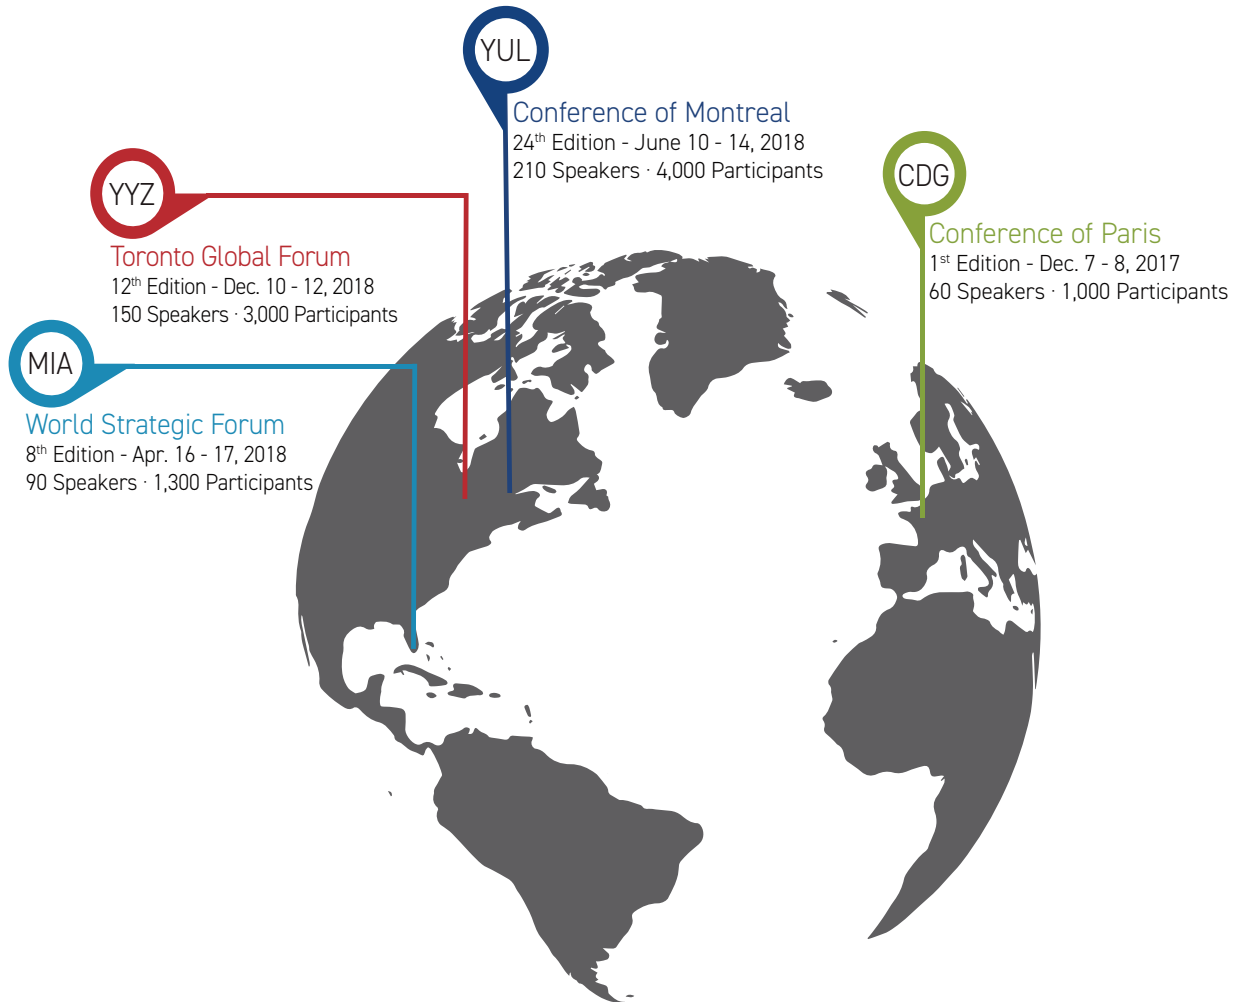 YUL
Conference of Montreal
24th Edition - June 10 - 14, 2018
210 Speakers · 4,000 Participants
CDG
Conference of Paris
1st Edition - Dec. 7 - 8, 2017
60 Speakers · 1,000 Participants
YYZ
Toronto Global Forum
12th Edition - Dec. 10 - 12, 2018
150 Speakers · 3,000 Participants
MIA
World Strategic Forum
8th Edition - Apr. 16 - 17, 2018
90 Speakers · 1,300 Participants